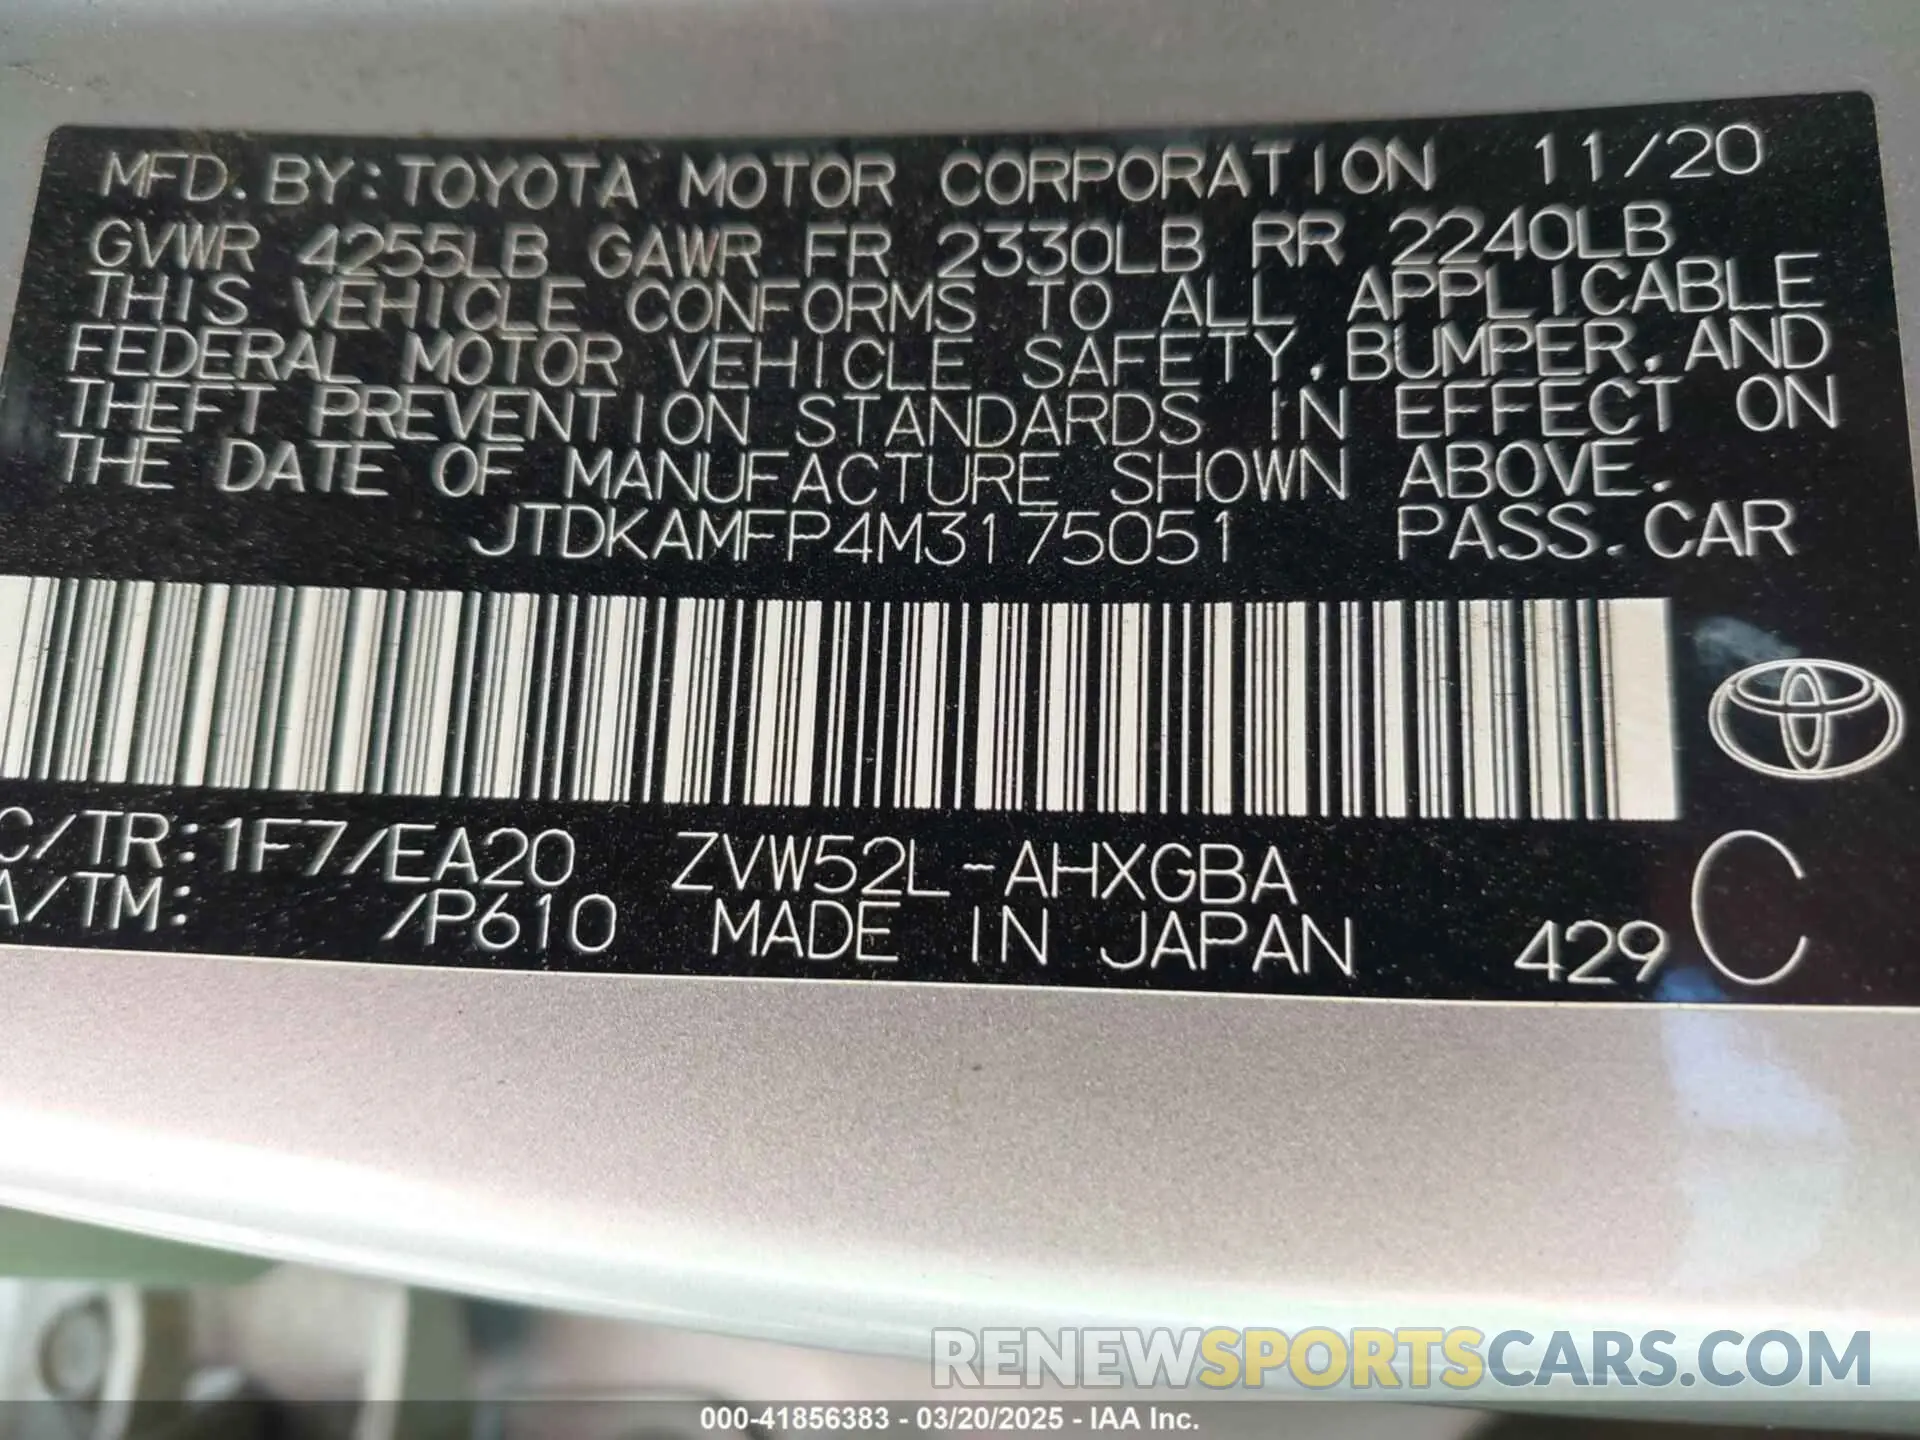 MFD. BY: TOYOTA MOTOR CORPORATION 11/20
GVWR 4255LB GAWR FR 2330LB RR 2240LB
THIS VEHICLE CONFORMS TO ALL APPLICABLE
FEDERAL MOTOR VEHICLE SAFETY, BUMPER, AND
THEFT PREVENTION STANDARDS IN EFFECT ON
THE DATE OF MANUFACTURE SHOWN ABOVE.
JTDKAMFP4M3175051 PASS. CAR
C/TR: 1F7/EA20 ZVW52L-AHXGBA C
A/TM: /P610 MADE IN JAPAN 429
RENEWSPORTSCARS.COM
000-41856383 - 03/20/2025 - IAA Inc.